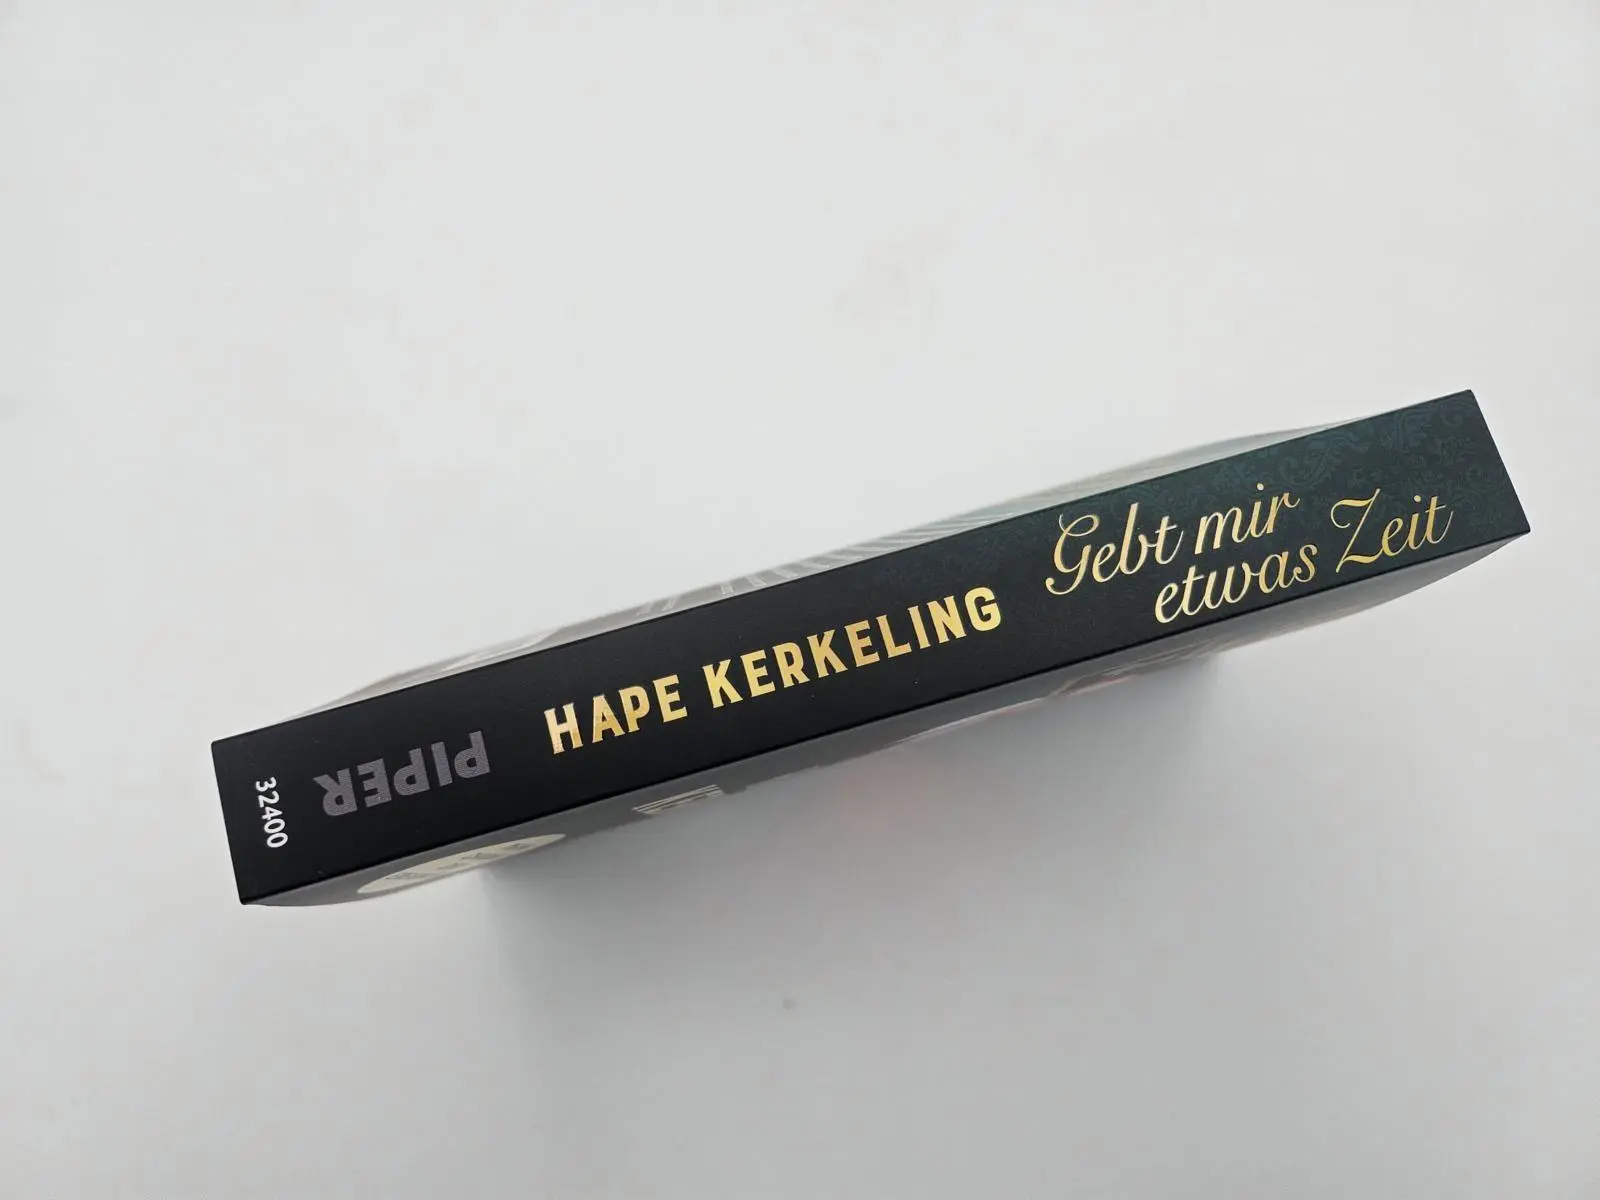 Gebt mir
etwas Zeit
HAPE KERKELING
PIPER
32400